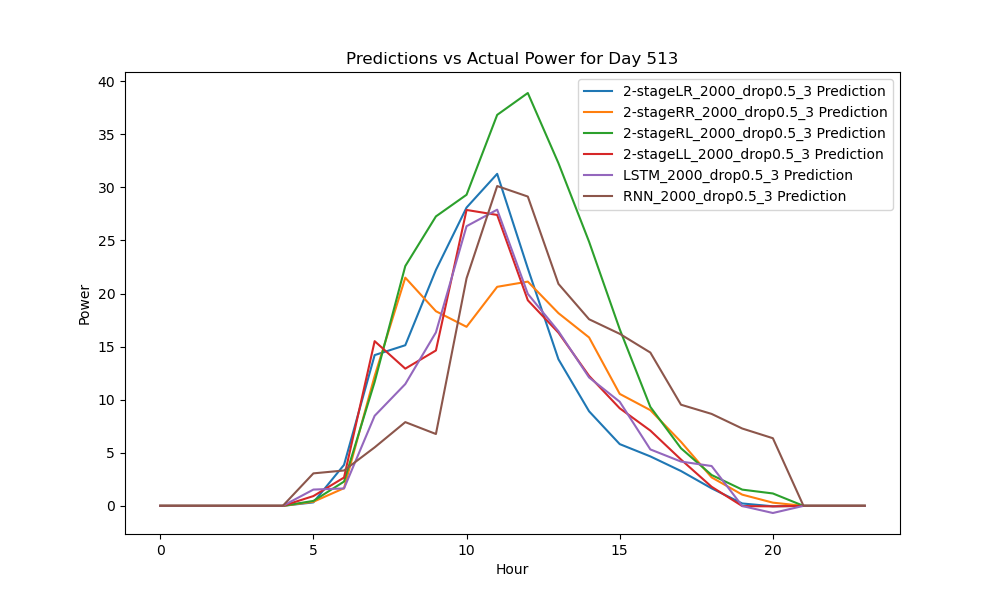 Predictions vs Actual Power for Day 513
2-stageLR_2000_drop0.5_3 Prediction
2-stageRR_2000_drop0.5_3 Prediction
2-stageRL_2000_drop0.5_3 Prediction
2-stageLL_2000_drop0.5_3 Prediction
LSTM_2000_drop0.5_3 Prediction
RNN_2000_drop0.5_3 Prediction
Power
40
35
30
25
20
15
10
5
0
0 5 10 15 20
Hour